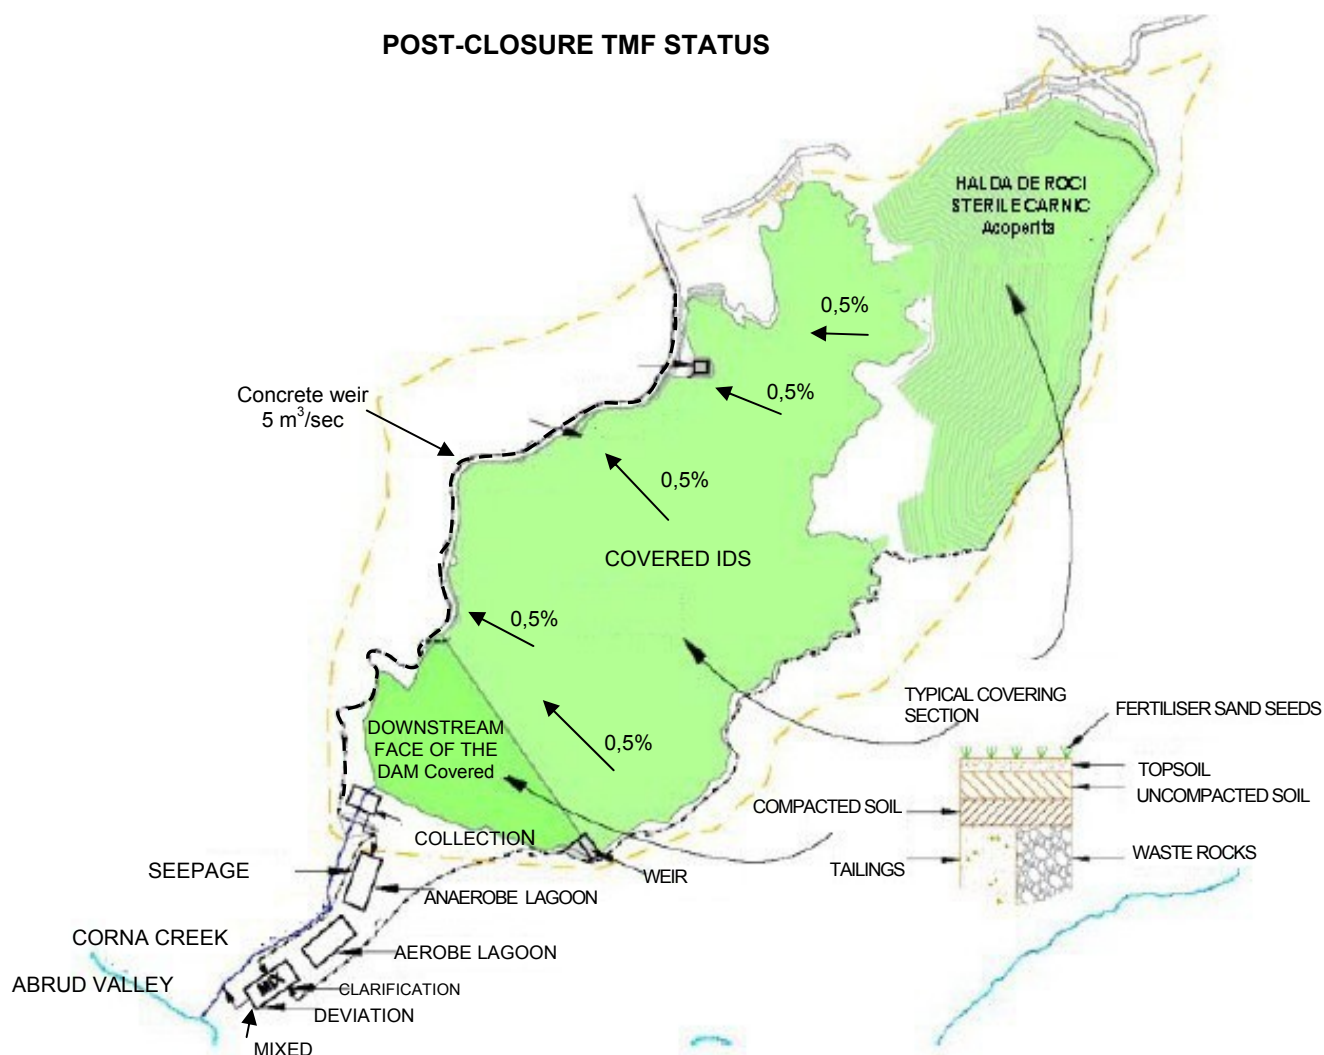 POST-CLOSURE TMF STATUS
HALDA DE ROCI
STERILE CARNIC
Acoperita
0,5%
0,5%
Concrete weir
5 m³/sec
0,5%
COVERED IDS
0,5%
TYPICAL COVERING
SECTION
FERTILISER SAND SEEDS
DOWNSTREAM
FACE OF THE
DAM Covered
0,5%
TOPSOIL
UNCOMPACTED SOIL
COMPACTED SOIL
COLLECTION
WASTE ROCKS
TAILINGS
SEEPAGE
WEIR
ANAEROBE LAGOON
CORNA CREEK
AEROBE LAGOON
ABRUD VALLEY
MIX
CLARIFICATION
DEVIATION
MIXED